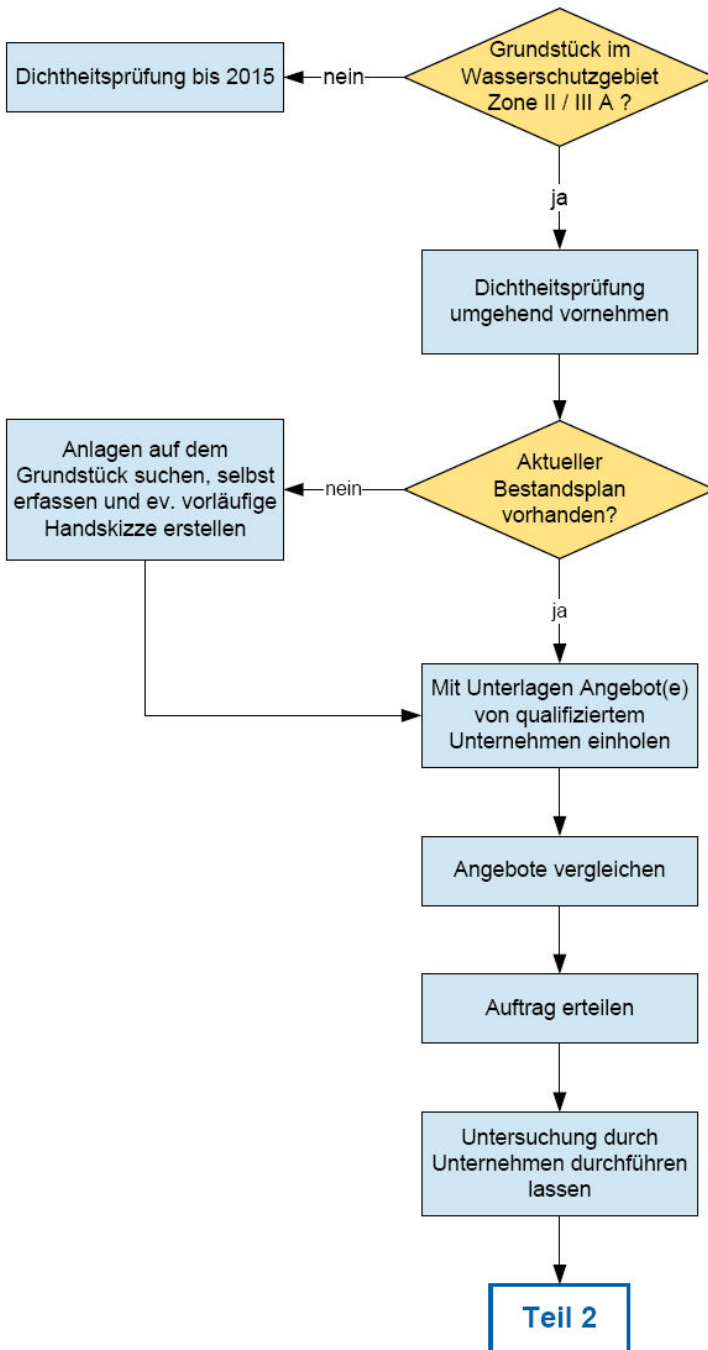 Grundstück im
Wasserschutzgebiet
Zone II / III A ?
nein
Dichtheitsprüfung bis 2015
ja
Dichtheitsprüfung
umgehend vornehmen
Aktueller
Bestandsplan
vorhanden?
nein
Anlagen auf dem
Grundstück suchen, selbst
erfassen und ev. vorläufige
Handskizze erstellen
ja
Mit Unterlagen Angebot(e)
von qualifiziertem
Unternehmen einholen
Angebote vergleichen
Auftrag erteilen
Untersuchung durch
Unternehmen durchführen
lassen
Teil 2